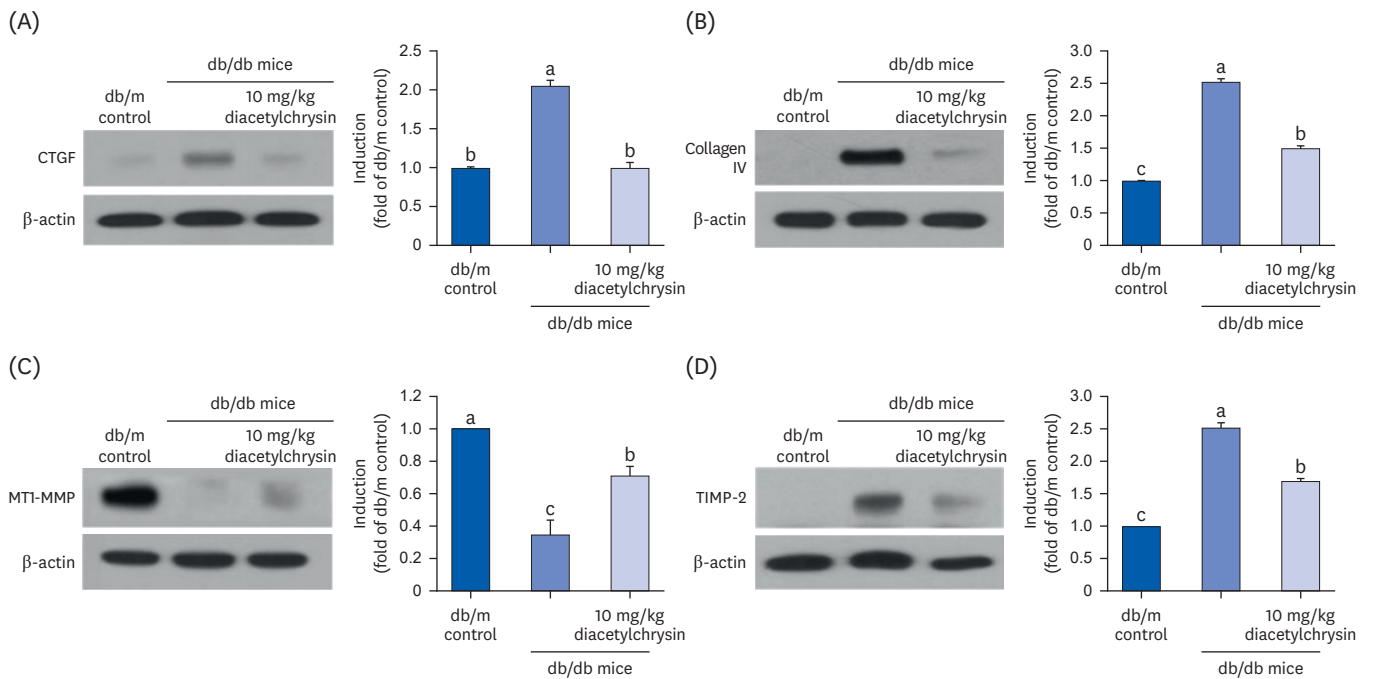 (A)
db/db mice
db/m
control
10 mg/kg
diacetylchrysin
CTGF
β-actin
Induction
(fold of db/m control)
2.5
2.0
1.5
1.0
0.5
0
b
a
b
db/m
control
10 mg/kg
diacetylchrysin
db/db mice
(B)
db/db mice
db/m
control
10 mg/kg
diacetylchrysin
Collagen
IV
β-actin
Induction
(fold of db/m control)
3.0
2.5
2.0
1.5
1.0
0.5
0
c
a
b
db/m
control
10 mg/kg
diacetylchrysin
db/db mice
(C)
db/db mice
db/m
control
10 mg/kg
diacetylchrysin
MT1-MMP
β-actin
Induction
(fold of db/m control)
1.2
1.0
0.8
0.6
0.4
0.2
0
a
c
b
db/m
control
10 mg/kg
diacetylchrysin
db/db mice
(D)
db/db mice
db/m
control
10 mg/kg
diacetylchrysin
TIMP-2
β-actin
Induction
(fold of db/m control)
3.0
2.5
2.0
1.5
1.0
0.5
0
c
a
b
db/m
control
10 mg/kg
diacetylchrysin
db/db mice